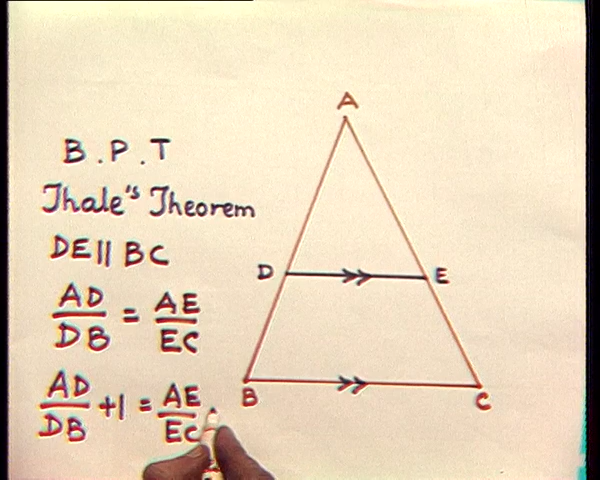 B.P.T
Thale's Theorem
DE || BC
AD/DB = AE/EC
AD/DB +1 = AE/EC
A
D
E
B
C